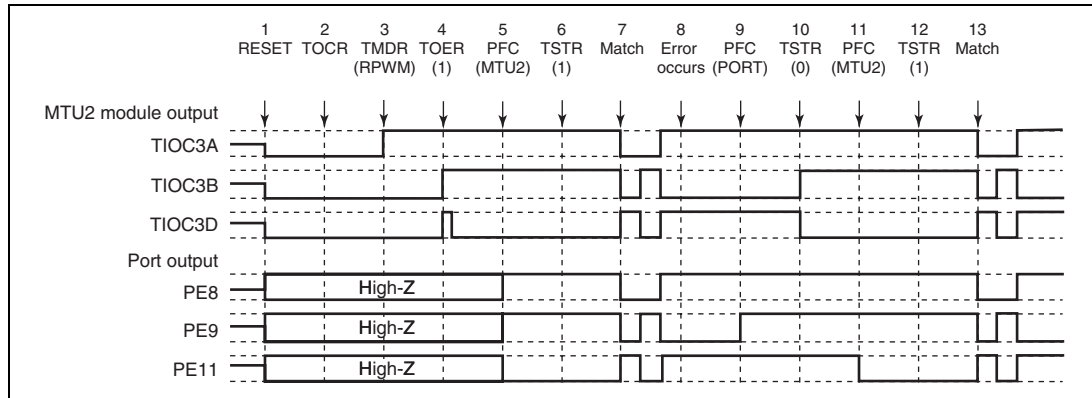 1 2 3 4 5 6 7 8 9 10 11 12 13
RESET TOCR TMDR TOER PFC TSTR Match Error PFC TSTR PFC TSTR Match
(RPWM) (1) (MTU2) (1) occurs (PORT) (0) (MTU2) (1)
MTU2 module output
TIOC3A
TIOC3B
TIOC3D
Port output
PE8 High-Z
PE9 High-Z
PE11 High-Z